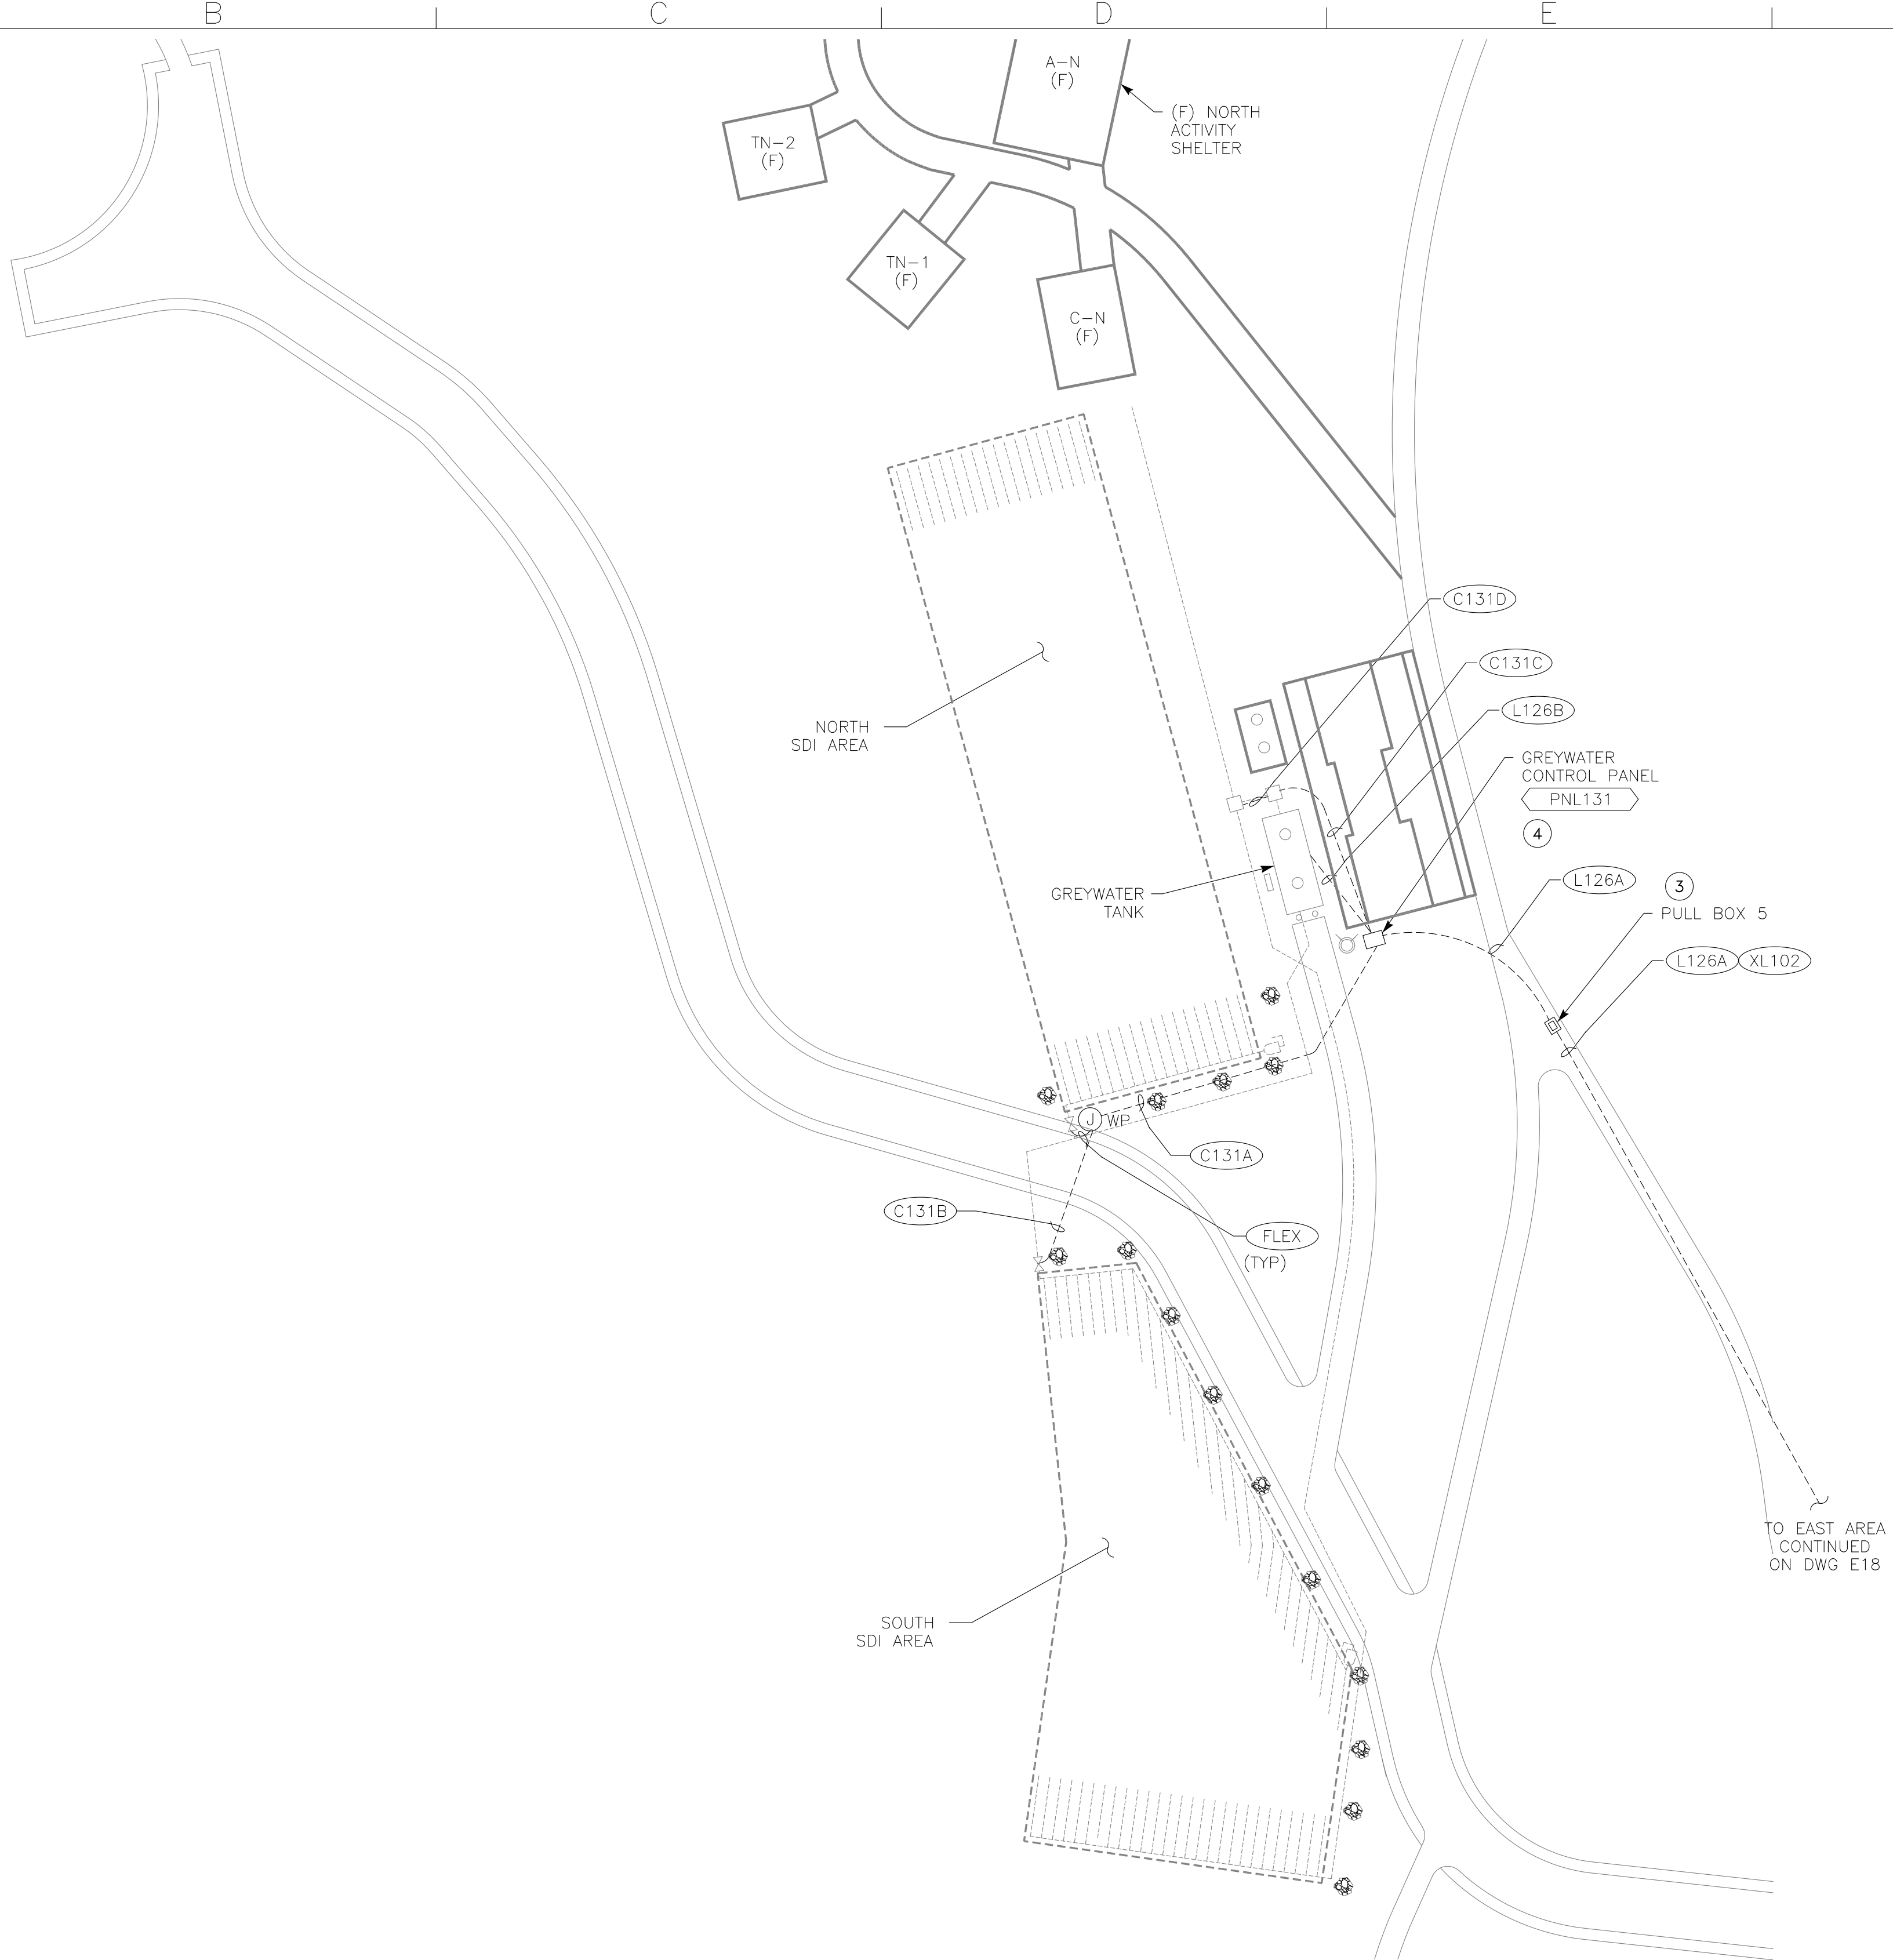 B
C
D
E
A-N
(F)
(F) NORTH
ACTIVITY
SHELTER
TN-2
(F)
TN-1
(F)
C-N
(F)
C131D
C131C
L126B
NORTH
SDI AREA
GREYWATER
CONTROL PANEL
PNL131
4
GREYWATER
TANK
L126A
3
PULL BOX 5
L126A XL102
J WP
C131A
C131B
FLEX
(TYP)
TO EAST AREA
CONTINUED
ON DWG E18
SOUTH
SDI AREA